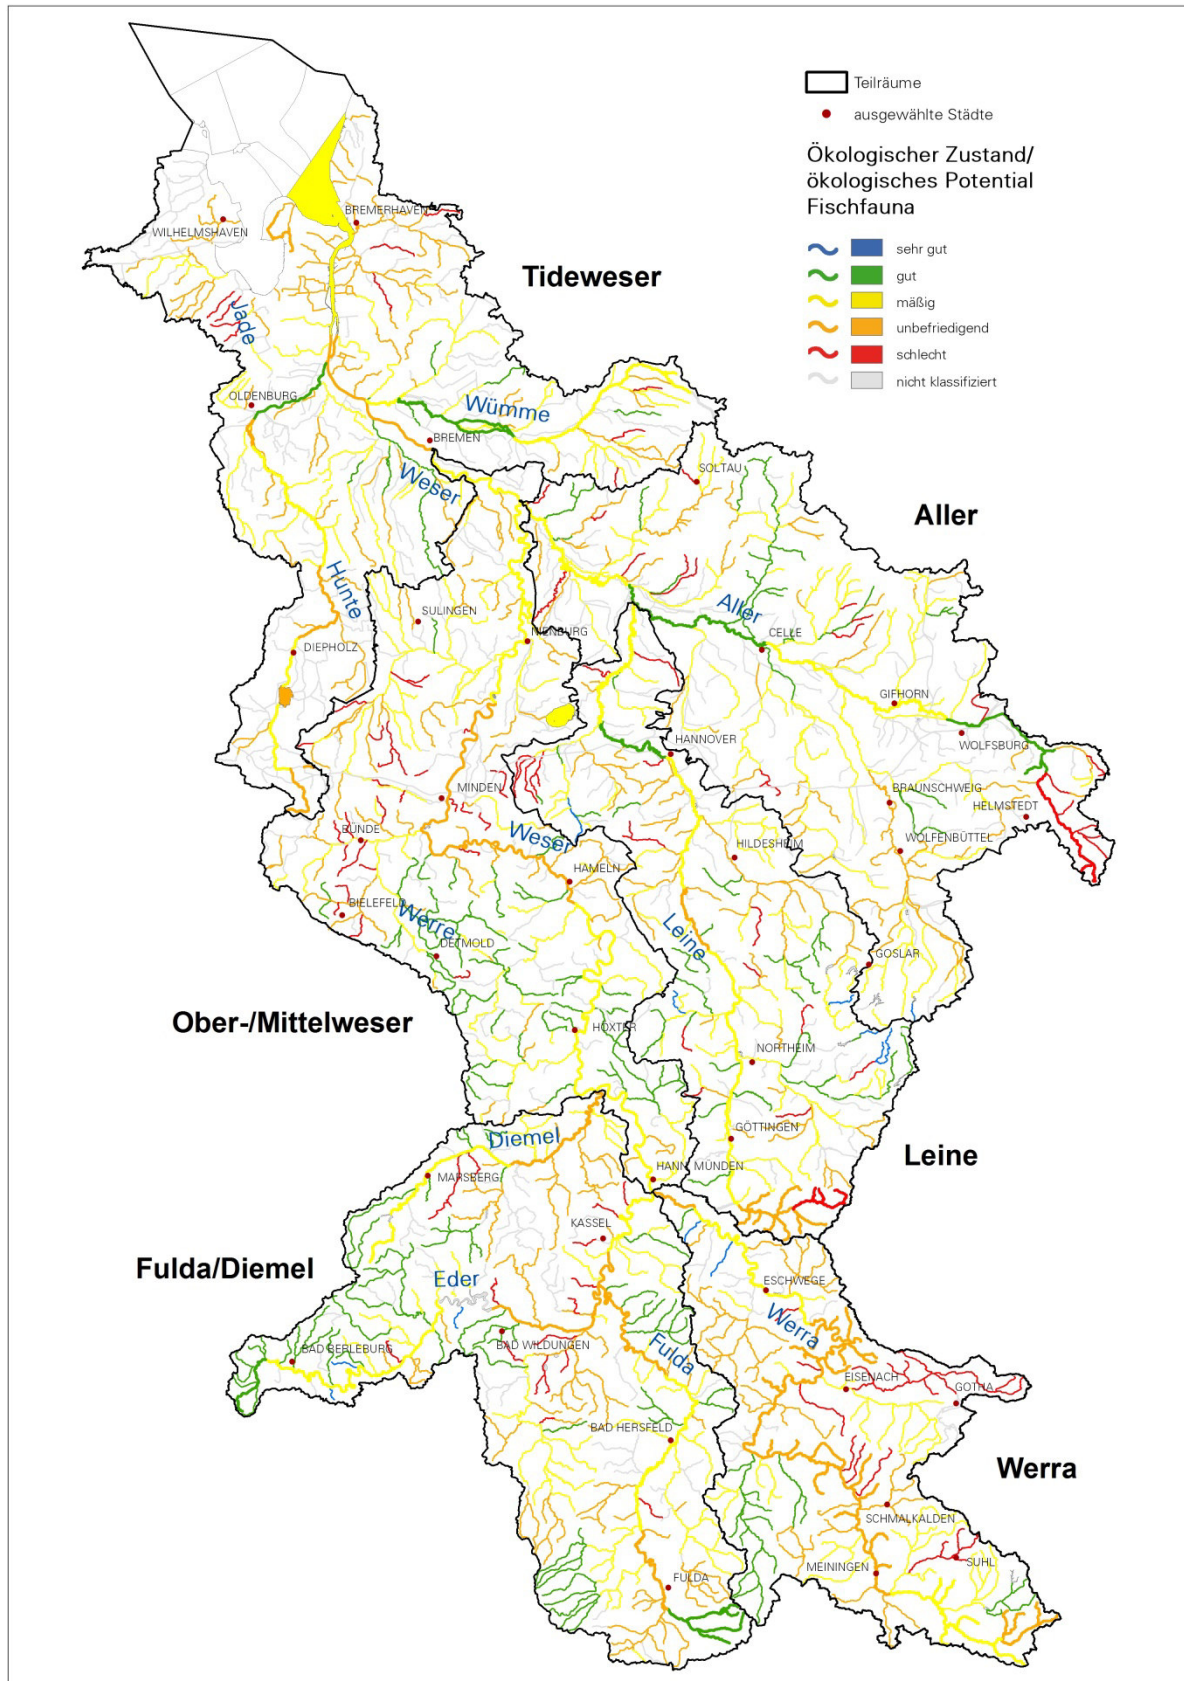 Teilräume
ausgewählte Städte
Ökologischer Zustand/
ökologisches Potential
Fischfauna
sehr gut
gut
mäßig
unbefriedigend
schlecht
nicht klassifiziert
BREMERHAVEN
WILHELMSHAVEN
Tideweser
Jade
OLDENBURG
Wümme
BREMEN
Weser
SOLTAU
Aller
Hunte
SULINGEN
Aller
NIENBURG
CELLE
DIEPHOLZ
GIFHORN
WOLFSBURG
HANNOVER
MINDEN
BRAUNSCHWEIG
HELMSTEDT
BÜNDE
Weser
WOLFENBÜTTEL
HILDESHEIM
HAMELN
BIELEFELD
Werre
Leine
DETMOLD
GOSLAR
Ober-/Mittelweser
HÖXTER
NORTHEIM
GÖTTINGEN
Diemel
Leine
MARSBERG
HANN. MÜNDEN
KASSEL
Fulda/Diemel
Eder
ESCHWEGE
Werra
BAD WILDUNGEN
Fulda
BAD BERLEBURG
EISENACH
GOTHA
BAD HERSFELD
Werra
SCHMALKALDEN
SUHL
MEININGEN
FULDA